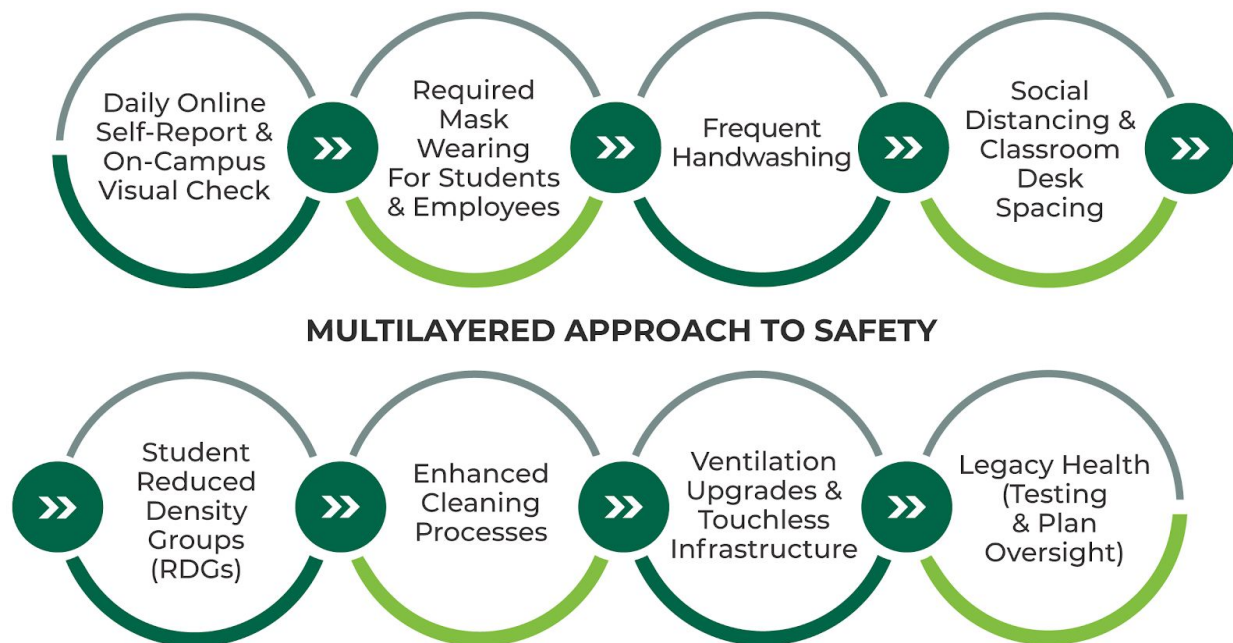 Daily Online
Self-Report &
On-Campus
Visual Check
Required
Mask
Wearing
For Students
& Employees
Frequent
Handwashing
Social
Distancing &
Classroom
Desk
Spacing
MULTILAYERED APPROACH TO SAFETY
Student
Reduced
Density
Groups
(RDGs)
Enhanced
Cleaning
Processes
Ventilation
Upgrades &
Touchless
Infrastructure
Legacy Health
(Testing
& Plan
Oversight)